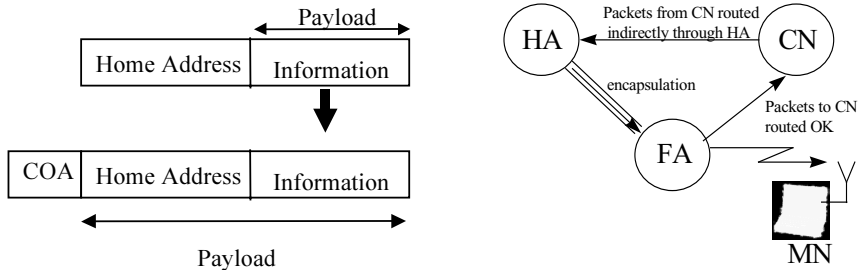 Payload
Home Address
Information
COA
Home Address
Information
Payload
HA
Packets from CN routed
indirectly through HA
CN
encapsulation
Packets to CN
routed OK
FA
MN